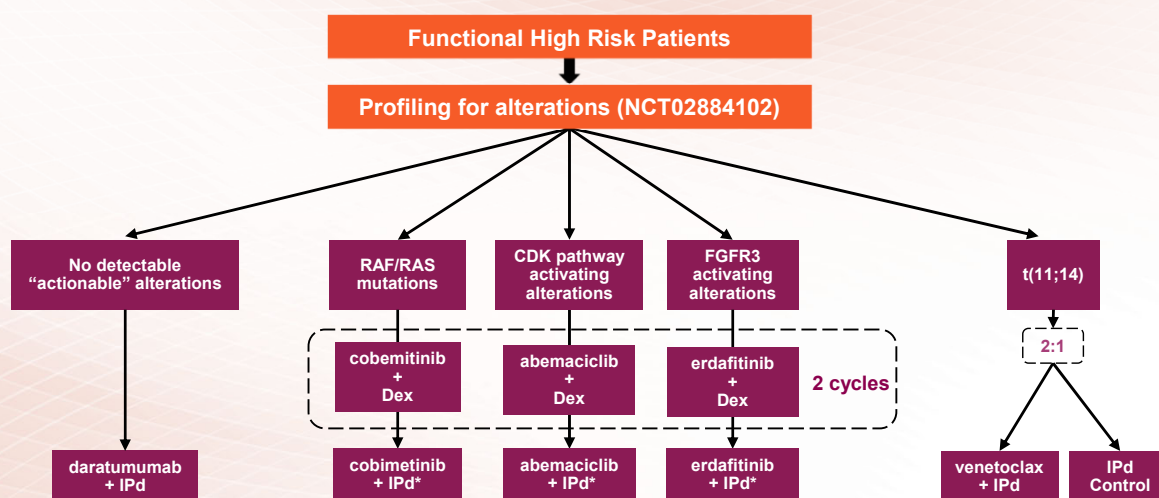 Functional High Risk Patients
Profiling for alterations (NCT02884102)
No detectable
“actionable” alterations
RAF/RAS
mutations
CDK pathway
activating
alterations
FGFR3
activating
alterations
t(11;14)
cobemitinib
+
Dex
abemaciclib
+
Dex
erdafitinib
+
Dex
2 cycles
2:1
daratumumab
+ IPd
cobimetinib
+ IPd*
abemaciclib
+ IPd*
erdafitinib
+ IPd*
venetoclax
+ IPd
IPd
Control